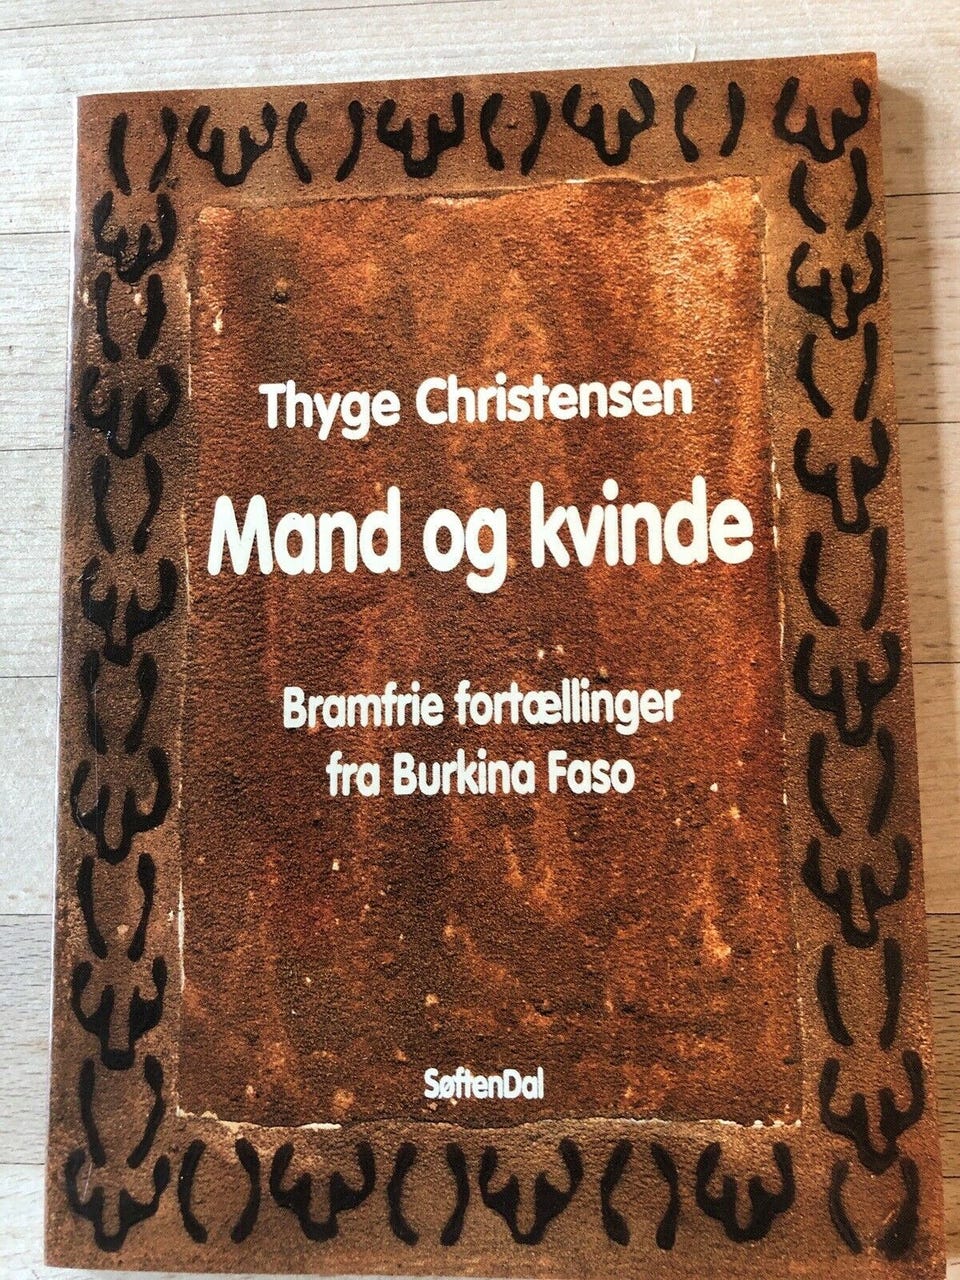 Thyge Christensen
Mand og kvinde
Bramfrie fortællinger
fra Burkina Faso
SøftenDal